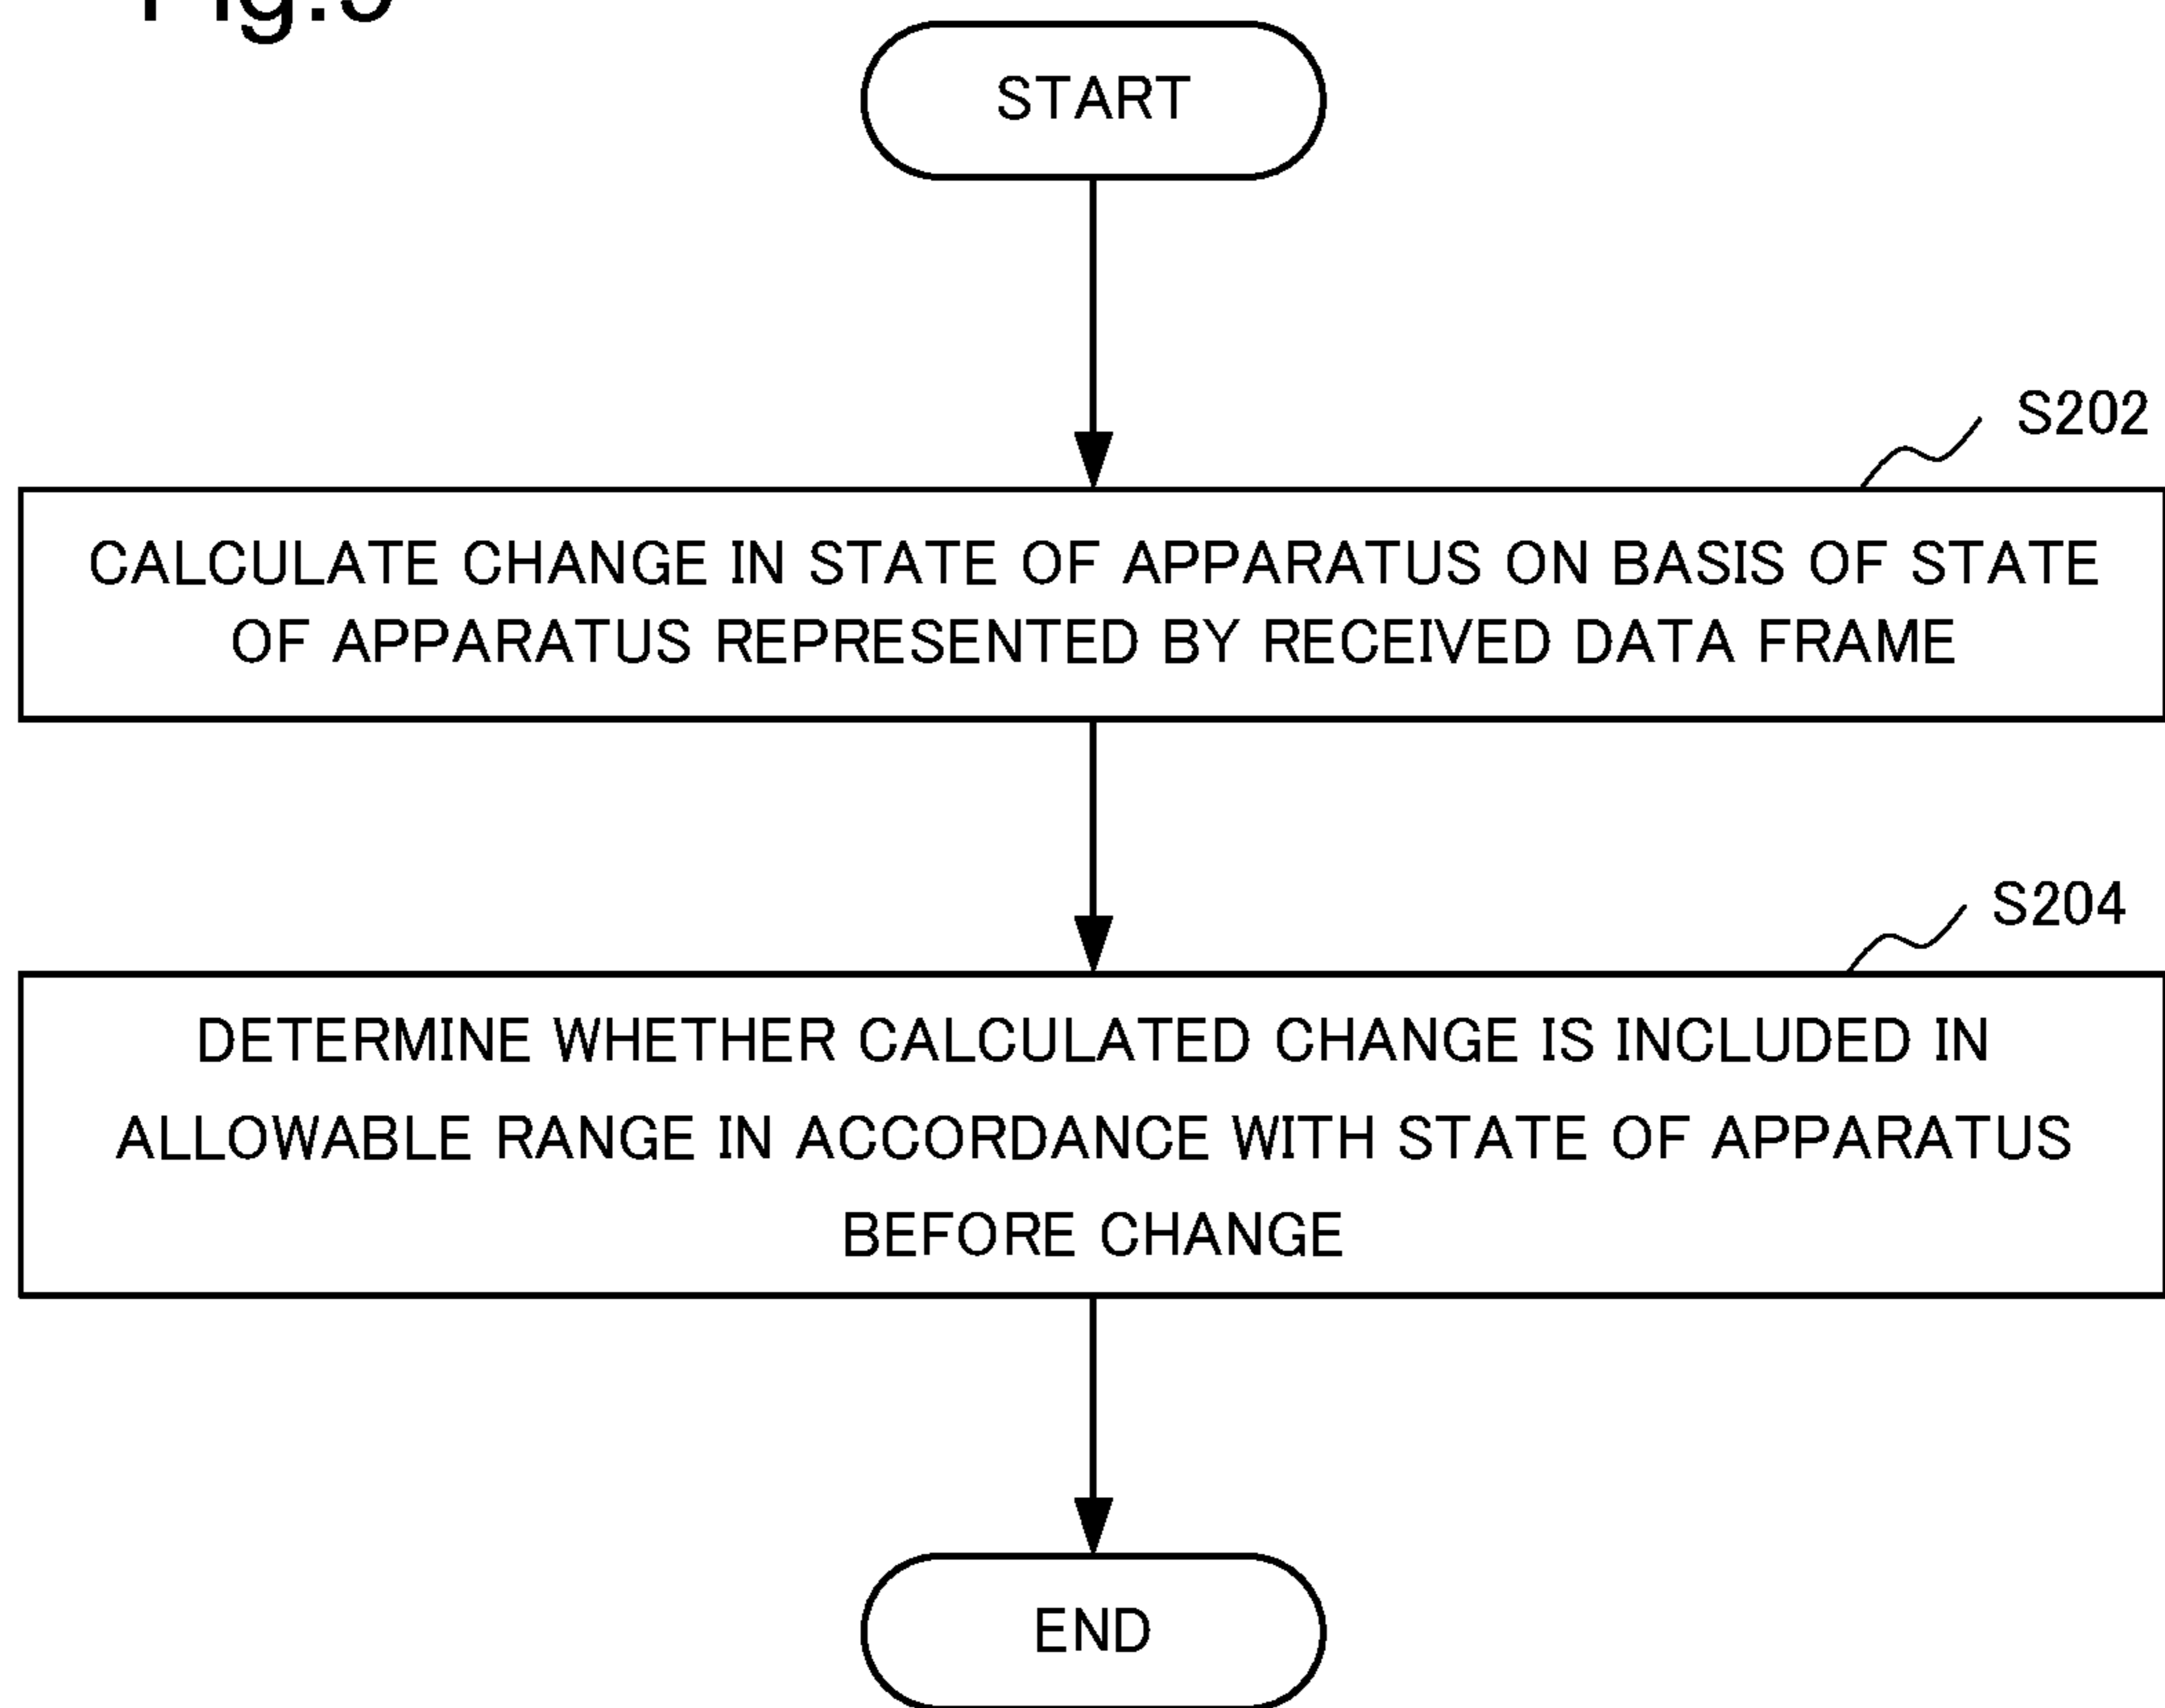 START
S202
CALCULATE CHANGE IN STATE OF APPARATUS ON BASIS OF STATE
OF APPARATUS REPRESENTED BY RECEIVED DATA FRAME
S204
DETERMINE WHETHER CALCULATED CHANGE IS INCLUDED IN
ALLOWABLE RANGE IN ACCORDANCE WITH STATE OF APPARATUS
BEFORE CHANGE
END